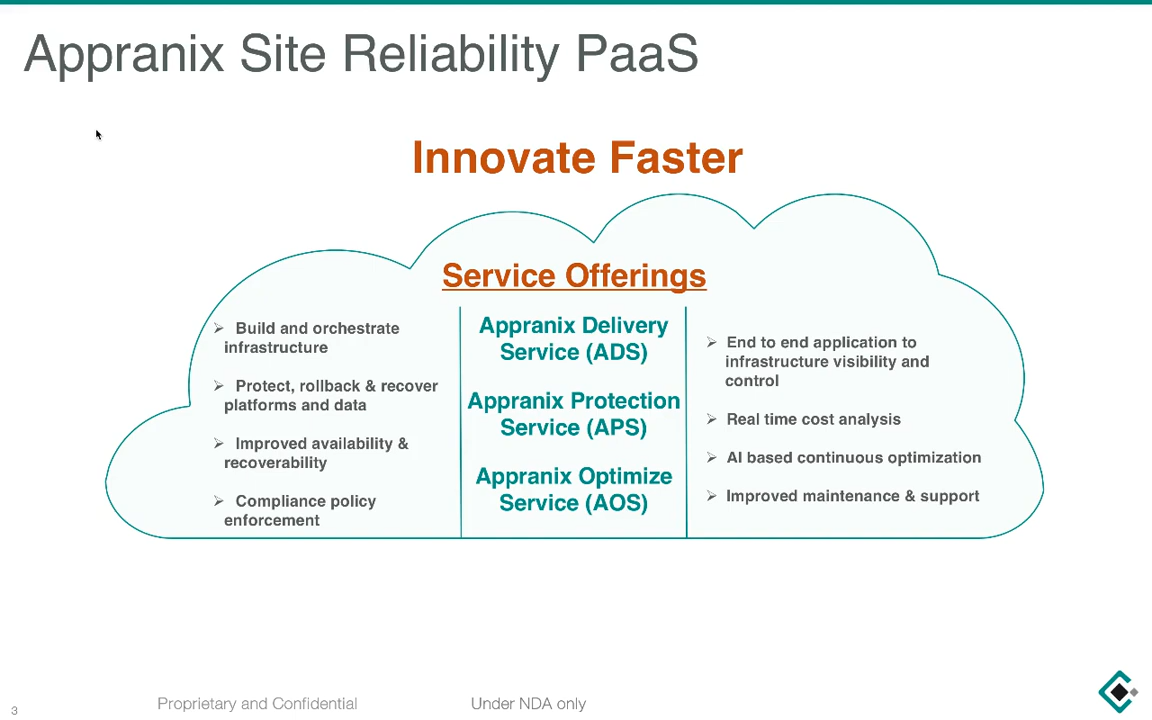 Appranix Site Reliability PaaS
Innovate Faster
Service Offerings
➢ Build and orchestrate
infrastructure
➢ Protect, rollback & recover
platforms and data
➢ Improved availability &
recoverability
➢ Compliance policy
enforcement
Appranix Delivery
Service (ADS)
Appranix Protection
Service (APS)
Appranix Optimize
Service (AOS)
➢ End to end application to
infrastructure visibility and
control
➢ Real time cost analysis
➢ AI based continuous optimization
➢ Improved maintenance & support
3
Proprietary and Confidential
Under NDA only